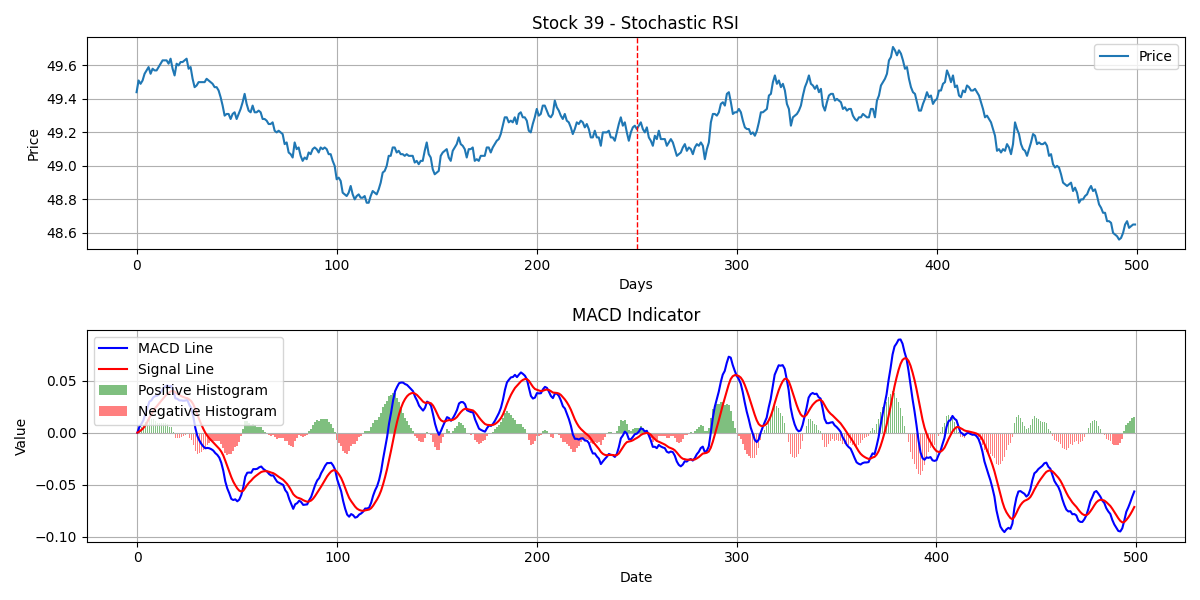 Stock 39 - Stochastic RSI
Price
49.6
49.4
49.2
49.0
48.8
48.6
Price
0 100 200 300 400 500
Days
MACD Indicator
MACD Line
Signal Line
Positive Histogram
Negative Histogram
Value
0.05
0.00
−0.05
−0.10
0 100 200 300 400 500
Date